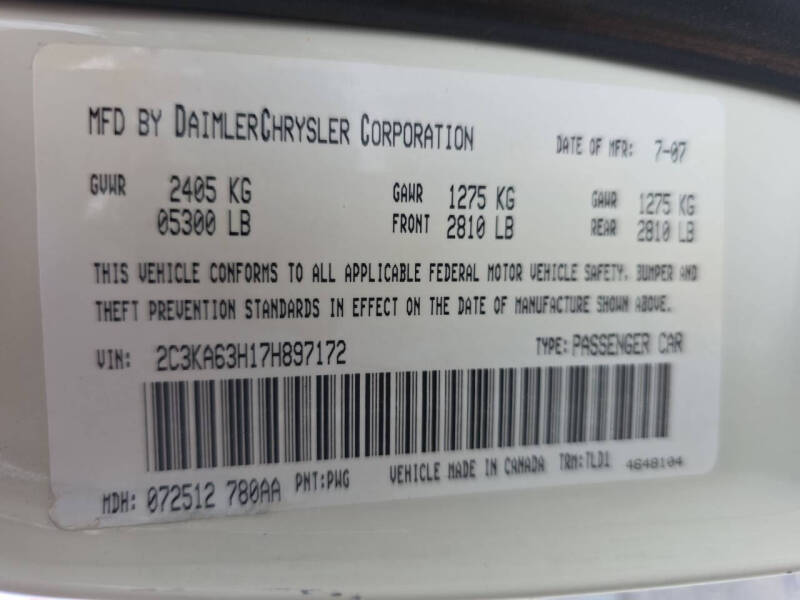 MFD BY DAIMLERCHRYSLER CORPORATION DATE OF MFR: 7-07
GVWR 2405 KG GAWR 1275 KG GAWR 1275 KG
05300 LB FRONT 2810 LB REAR 2810 LB
THIS VEHICLE CONFORMS TO ALL APPLICABLE FEDERAL MOTOR VEHICLE SAFETY, BUMPER AND
THEFT PREVENTION STANDARDS IN EFFECT ON THE DATE OF MANUFACTURE SHOWN ABOVE.
VIN: 2C3KA63H17H897172 TYPE: PASSENGER CAR
MDH: 072512 780AA PNT:PWG VEHICLE MADE IN CANADA TRM:TLD1 4648104